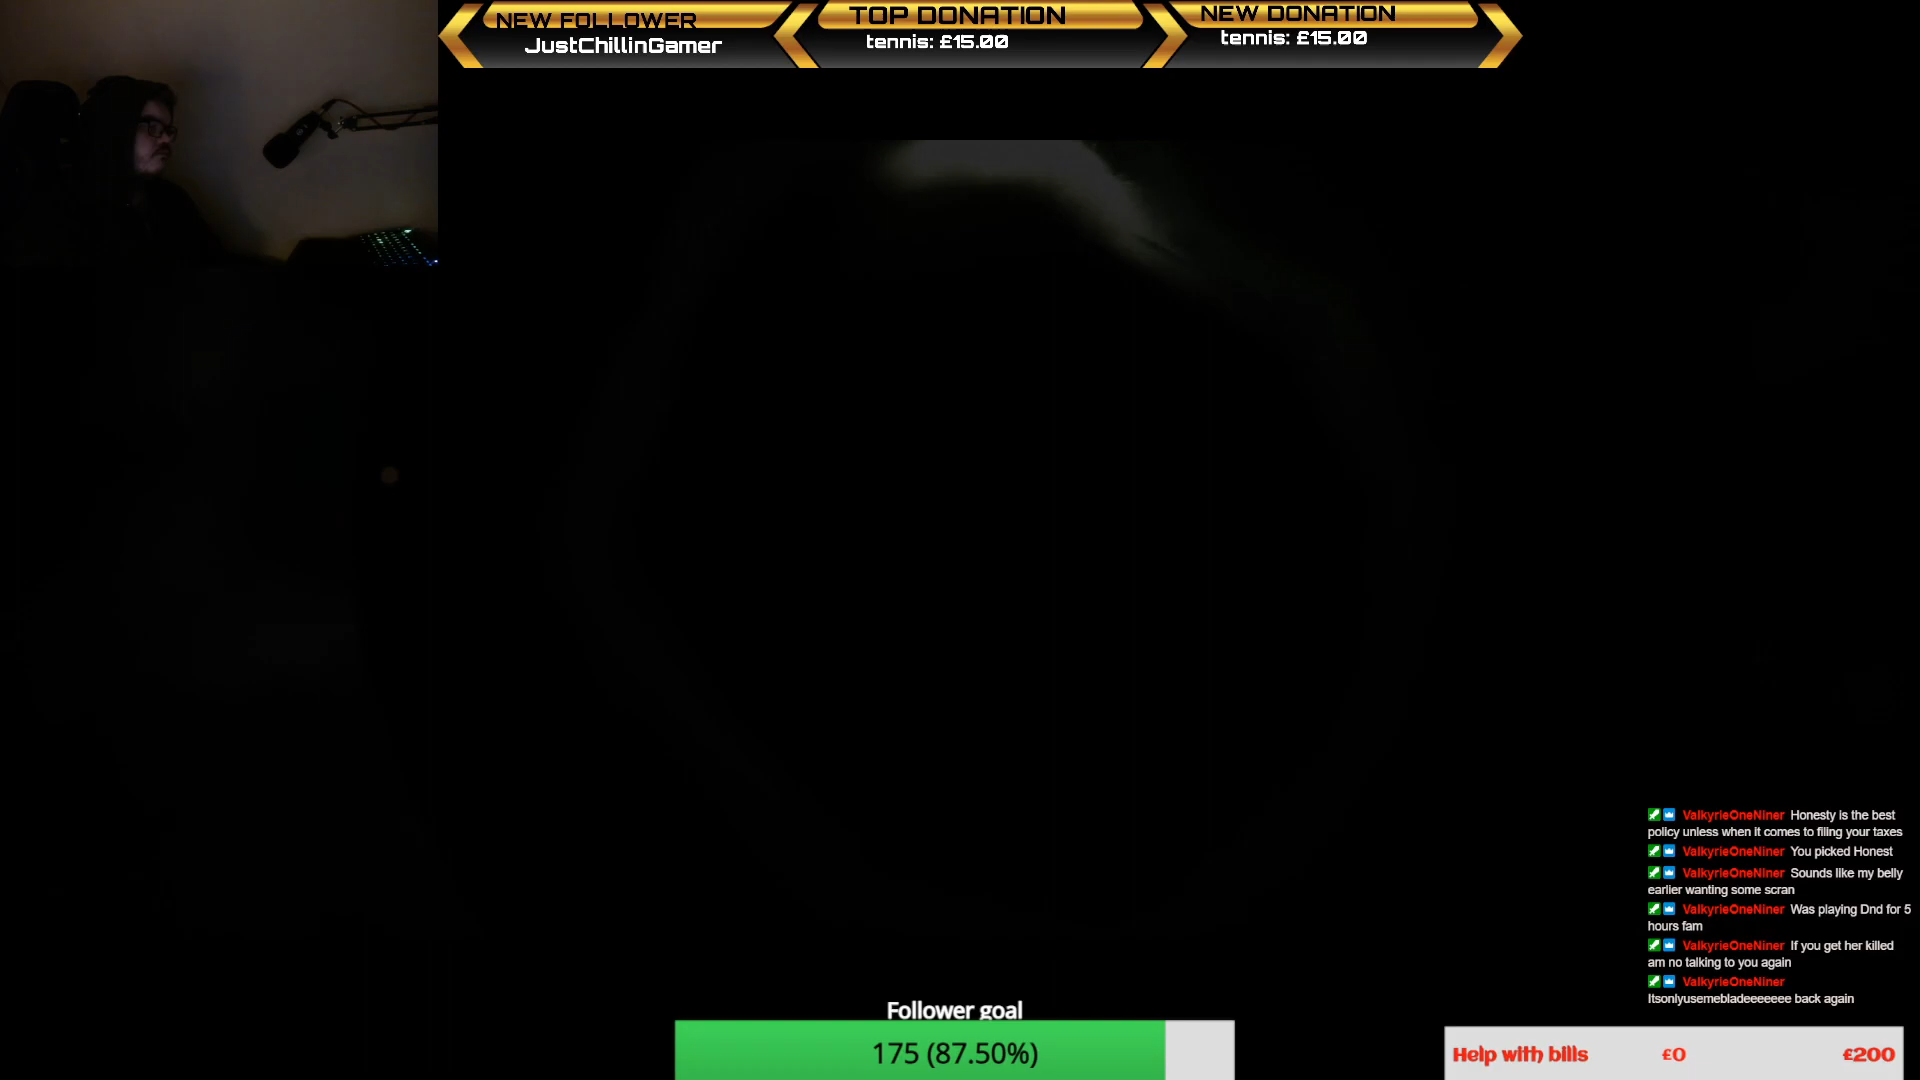 NEW FOLLOWER
JustChillinGamer
TOP DONATION
tennis: £15.00
NEW DONATION
tennis: £15.00
ValkyrieOneNiner Honesty is the best
policy unless when it comes to filing your taxes
ValkyrieOneNiner You picked Honest
ValkyrieOneNiner Sounds like my belly
earlier wanting some scran
ValkyrieOneNiner Was playing Dnd for 5
hours fam
ValkyrieOneNiner If you get her killed
am no talking to you again
ValkyrieOneNiner
Itsonlyusemebladeeeeeee back again
Follower goal
175 (87.50%)
Help with bills £0 £200